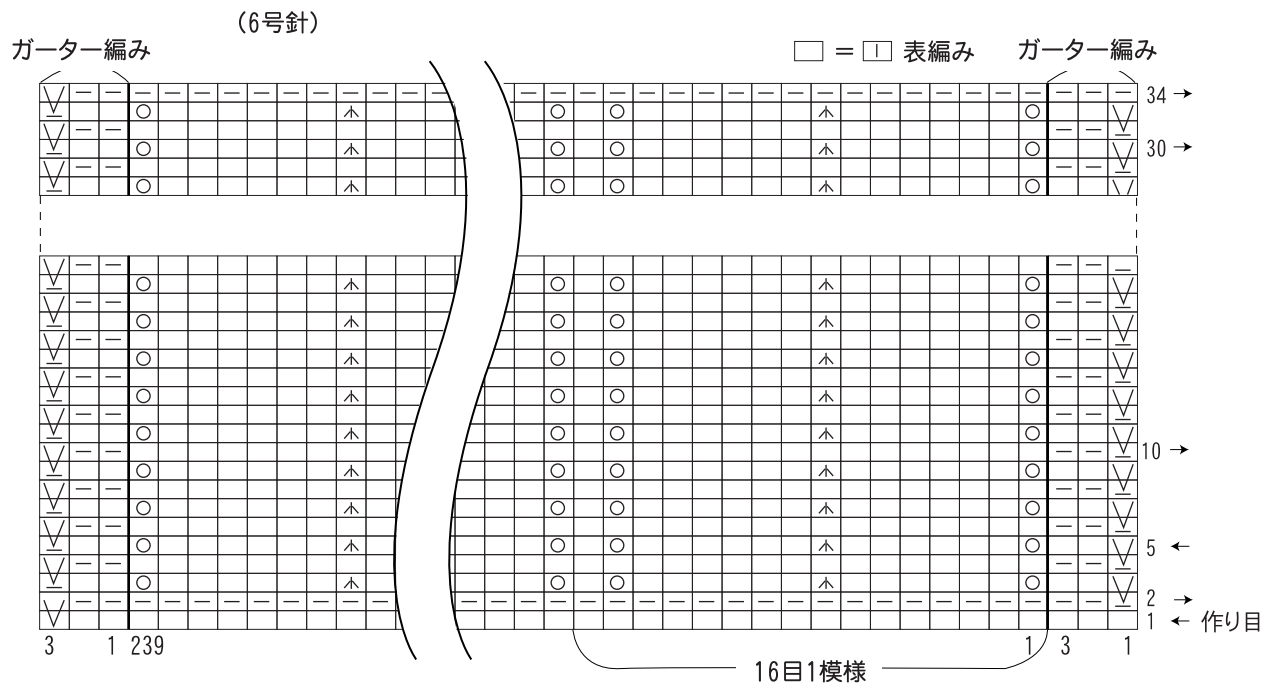 (6号針)
ガーター編み
□=□ 表編み
ガーター編み
34→
30→
10→
5←
2→
1←作り目
3 1 239 1 3 1
16目1模様